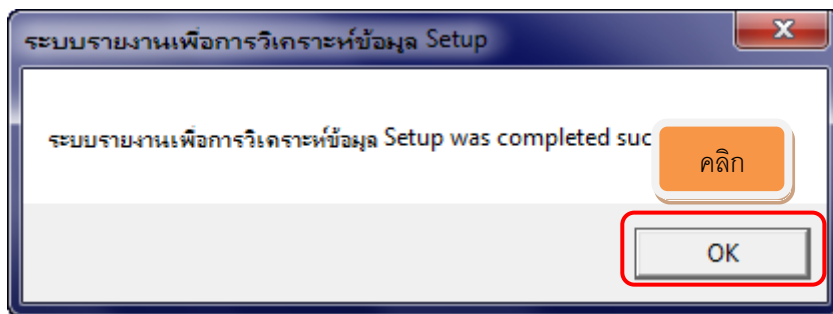 ระบบรายงานเพื่อการวิเคราะห์ข้อมูล Setup
ระบบรายงานเพื่อการวิเคราะห์ข้อมูล Setup was completed suc
คลิก
OK